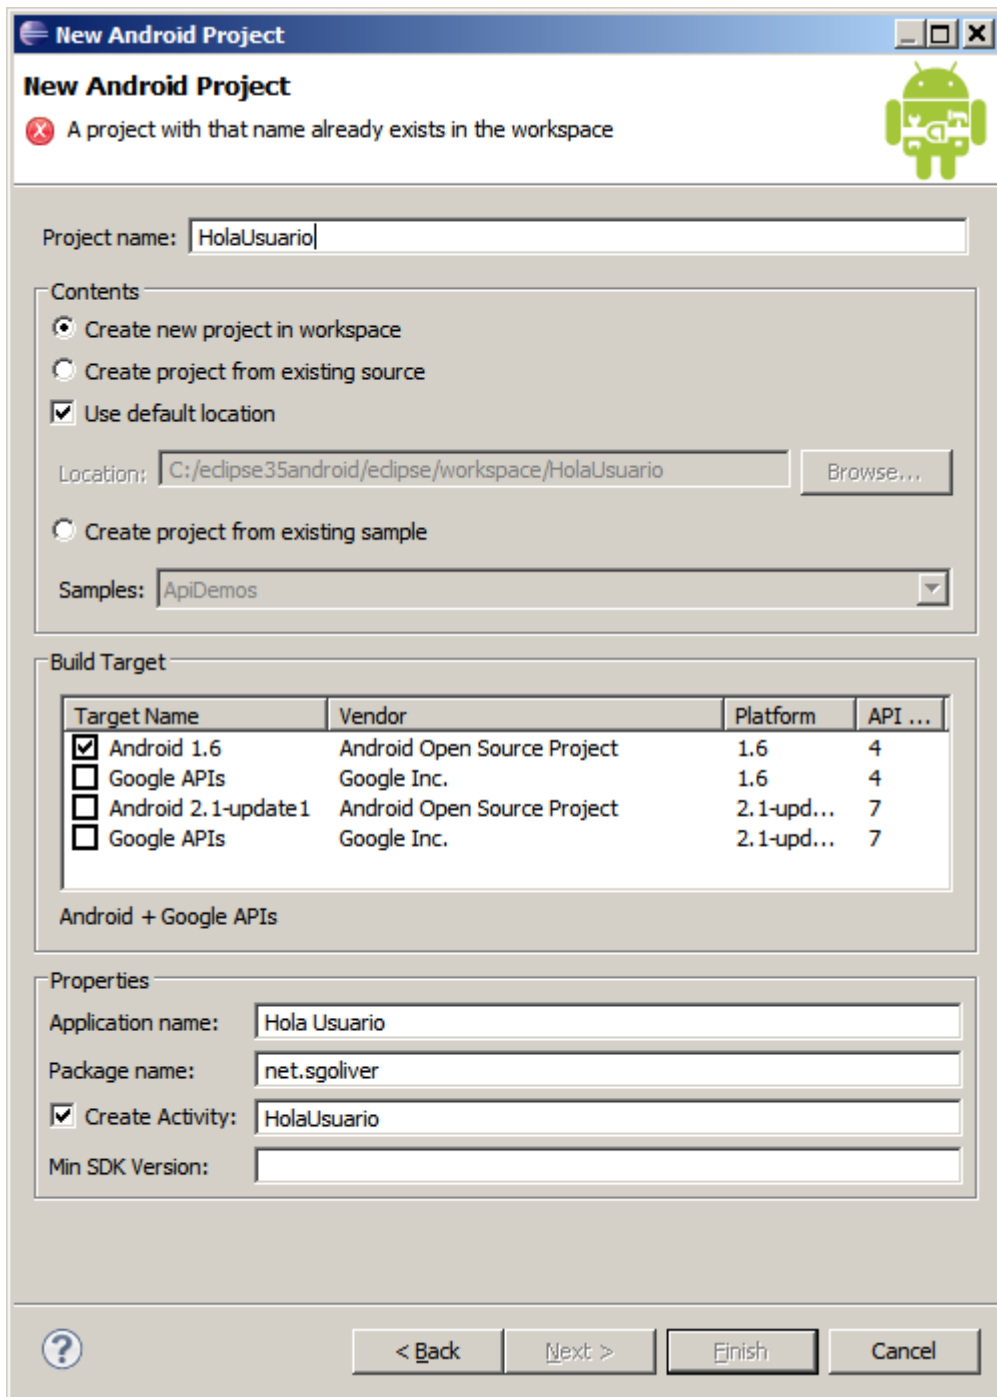 New Android Project
New Android Project
A project with that name already exists in the workspace
Project name: HolaUsuario
Contents
Create new project in workspace
Create project from existing source
Use default location
Location: C:/eclipse35android/eclipse/workspace/HolaUsuario Browse...
Create project from existing sample
Samples: ApiDemos
Build Target
Target Name Vendor Platform API ...
Android 1.6 Android Open Source Project 1.6 4
Google APIs Google Inc. 1.6 4
Android 2.1-update1 Android Open Source Project 2.1-upd... 7
Google APIs Google Inc. 2.1-upd... 7
Android + Google APIs
Properties
Application name: Hola Usuario
Package name: net.sgoliver
Create Activity: HolaUsuario
Min SDK Version:
? < Back Next > Finish Cancel